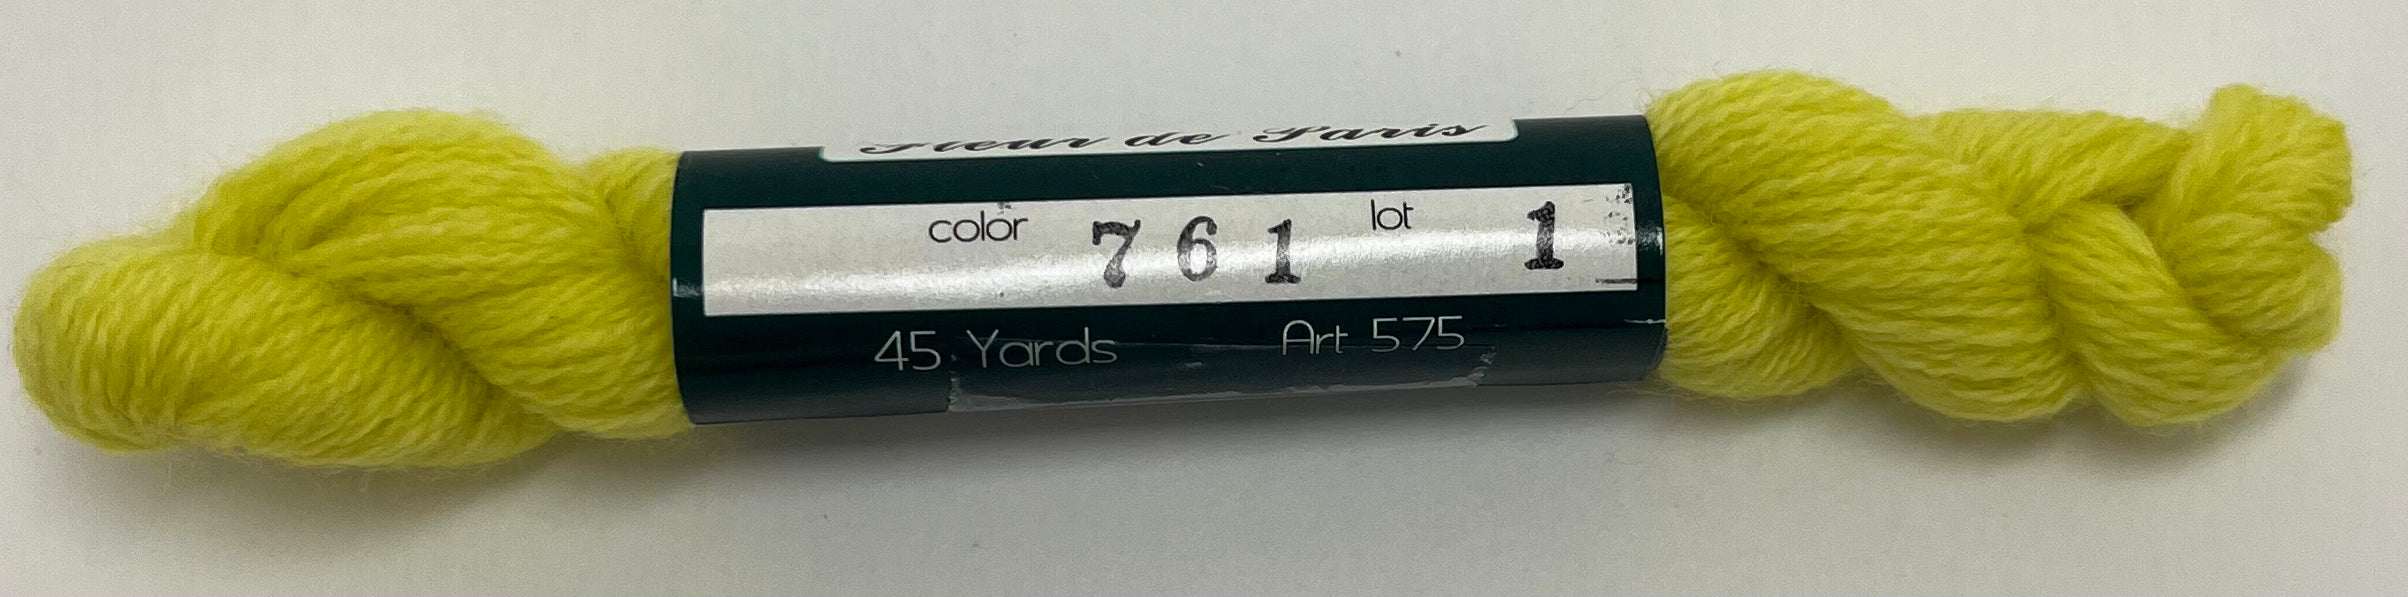 Fleur de Paris
color 761 lot 1
45 Yards Art 575